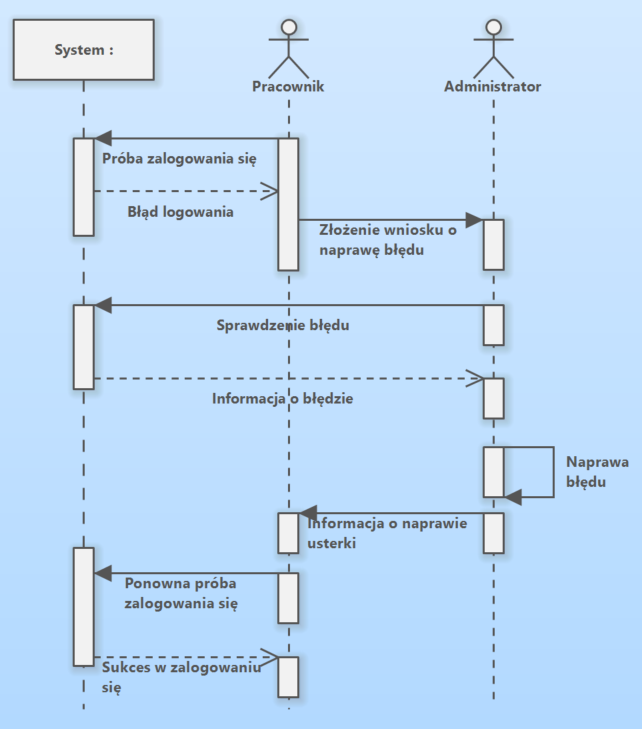 System :
Pracownik
Administrator
Próba zalogowania się
Błąd logowania
Złożenie wniosku o
naprawę błędu
Sprawdzenie błędu
Informacja o błędzie
Naprawa
błędu
Informacja o naprawie
usterki
Ponowna próba
zalogowania się
Sukces w zalogowaniu
się